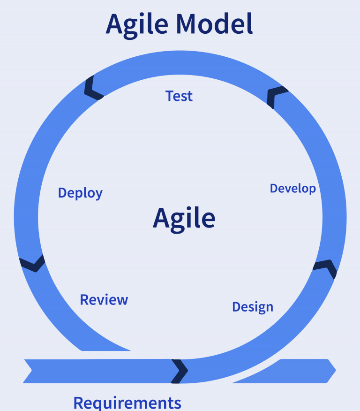 Agile Model
Test
Develop
Deploy
Agile
Review
Design
Requirements